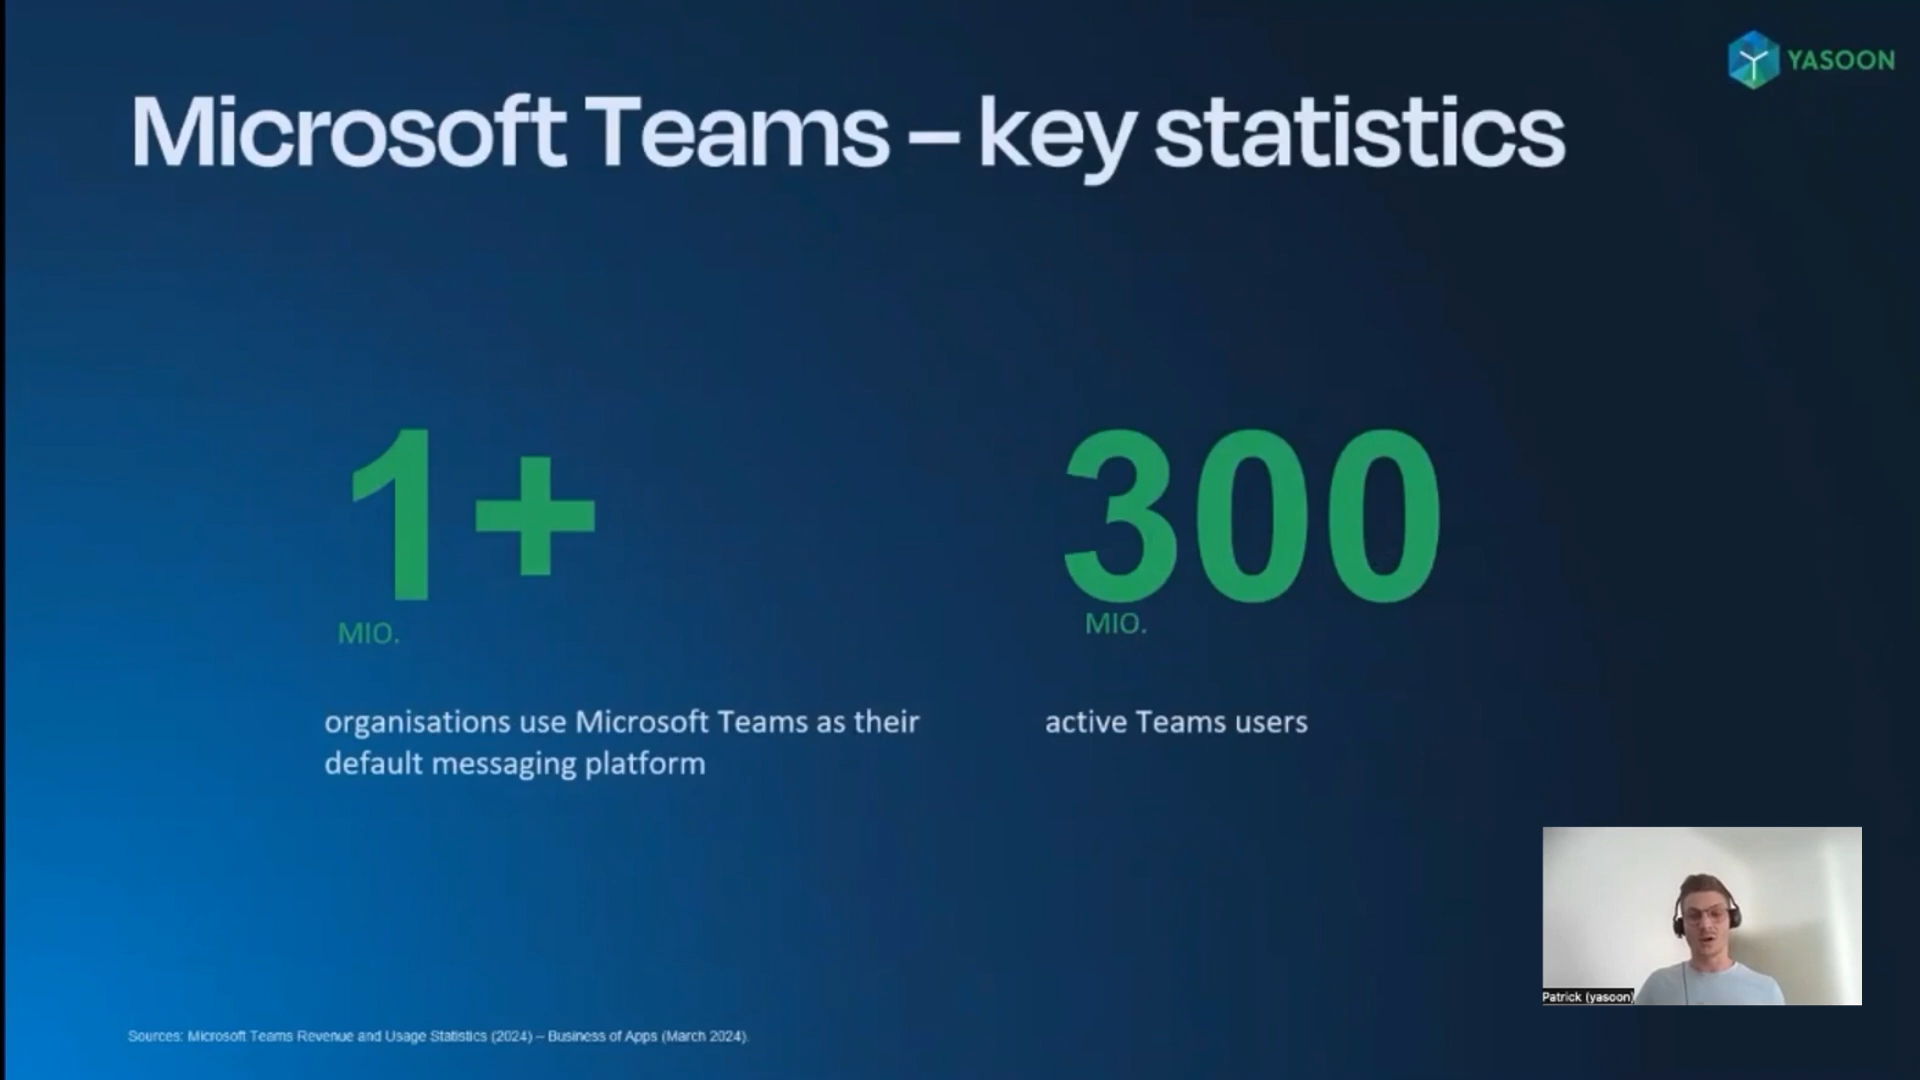 YASOON
Microsoft Teams – key statistics
1+
MIO.
organisations use Microsoft Teams as their
default messaging platform
300
MIO.
active Teams users
Patrick (yasoon)
Sources: Microsoft Teams Revenue and Usage Statistics (2024) – Business of Apps (March 2024).